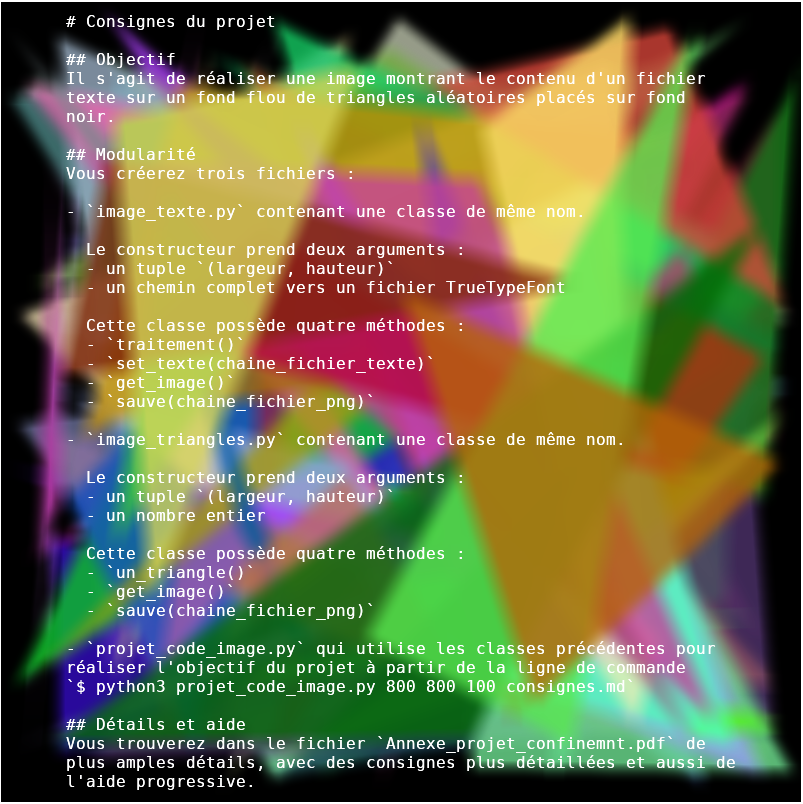 # Consignes du projet
## Objectif
Il s'agit de réaliser une image montrant le contenu d'un fichier
texte sur un fond flou de triangles aléatoires placés sur fond
noir.
## Modularité
Vous créerez trois fichiers :
- `image_texte.py` contenant une classe de même nom.
Le constructeur prend deux arguments :
- un tuple `(largeur, hauteur)`
- un chemin complet vers un fichier TrueTypeFont
Cette classe possède quatre méthodes :
- `traitement()`
- `set_texte(chaine_fichier_texte)`
- `get_image()`
- `sauve(chaine_fichier_png)`
- `image_triangles.py` contenant une classe de même nom.
Le constructeur prend deux arguments :
- un tuple `(largeur, hauteur)`
- un nombre entier
Cette classe possède quatre méthodes :
- `un_triangle()`
- `get_image()`
- `sauve(chaine_fichier_png)`
- `projet_code_image.py` qui utilise les classes précédentes pour
réaliser l'objectif du projet à partir de la ligne de commande
`$ python3 projet_code_image.py 800 800 100 consignes.md`
## Détails et aide
Vous trouverez dans le fichier `Annexe_projet_confinemnt.pdf` de
plus amples détails, avec des consignes plus détaillées et aussi de
l'aide progressive.